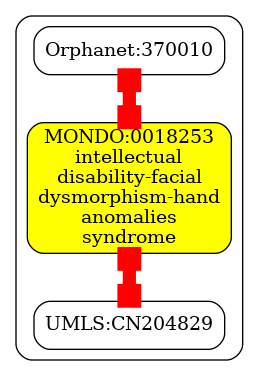 Orphanet:370010
MONDO:0018253
intellectual
disability-facial
dysmorphism-hand
anomalies
syndrome
UMLS:CN204829